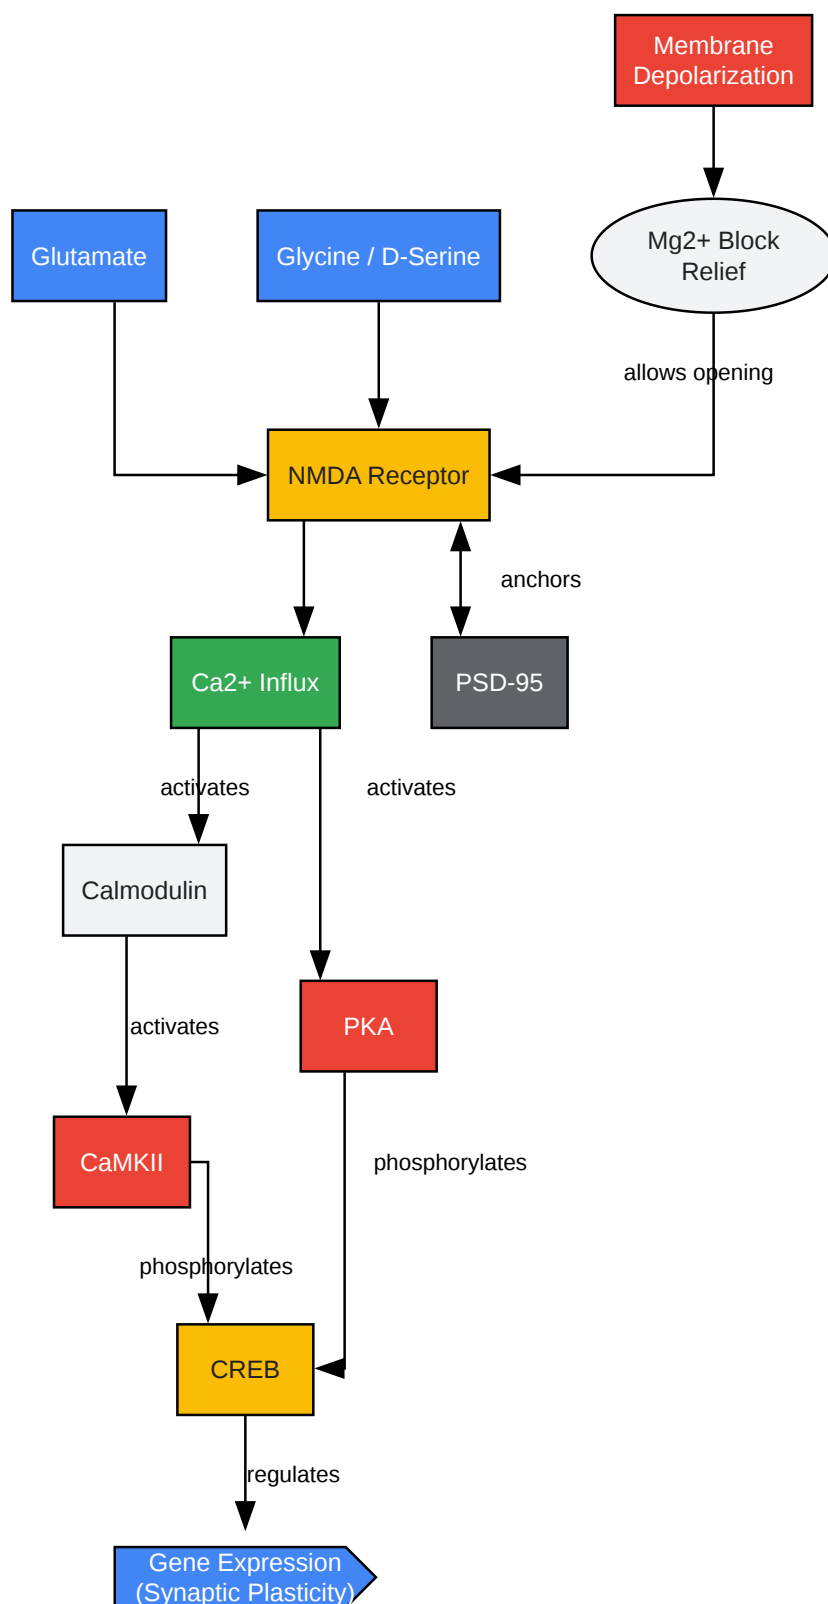 Membrane
Depolarization
Glutamate
Glycine / D-Serine
Mg2+ Block
Relief
allows opening
NMDA Receptor
anchors
Ca2+ Influx
PSD-95
activates
activates
Calmodulin
activates
PKA
CaMKII
phosphorylates
phosphorylates
CREB
regulates
Gene Expression
(Synaptic Plasticity)